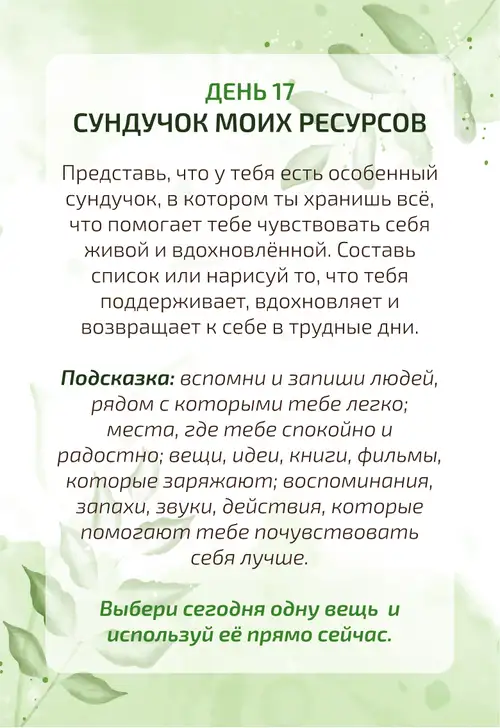 ДЕНЬ 17
СУНДУЧОК МОИХ РЕСУРСОВ
Представь, что у тебя есть особенный
сундучок, в котором ты хранишь всё,
что помогает тебе чувствовать себя
живой и вдохновлённой. Составь
список или нарисуй то, что тебя
поддерживает, вдохновляет и
возвращает к себе в трудные дни.
Подсказка: вспомни и запиши людей,
рядом с которыми тебе легко;
места, где тебе спокойно и
радостно; вещи, идеи, книги, фильмы,
которые заряжают; воспоминания,
запахи, звуки, действия, которые
помогают тебе почувствовать
себя лучше.
Выбери сегодня одну вещь и
используй её прямо сейчас.